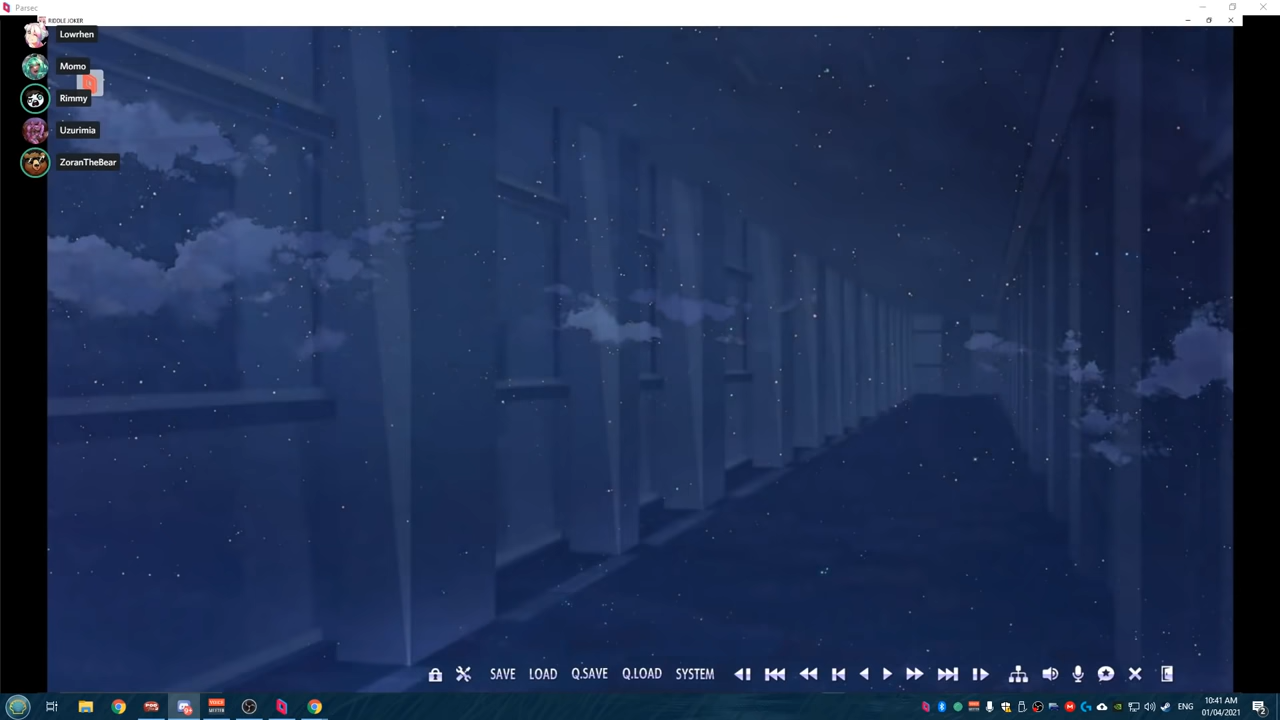 Parsec
RIDDLE JOKER
Lowrhen
Momo
Rimmy
Uzurimia
ZoranTheBear
SAVE LOAD Q.SAVE Q.LOAD SYSTEM
ENG
10:41 AM
01/04/2021
2